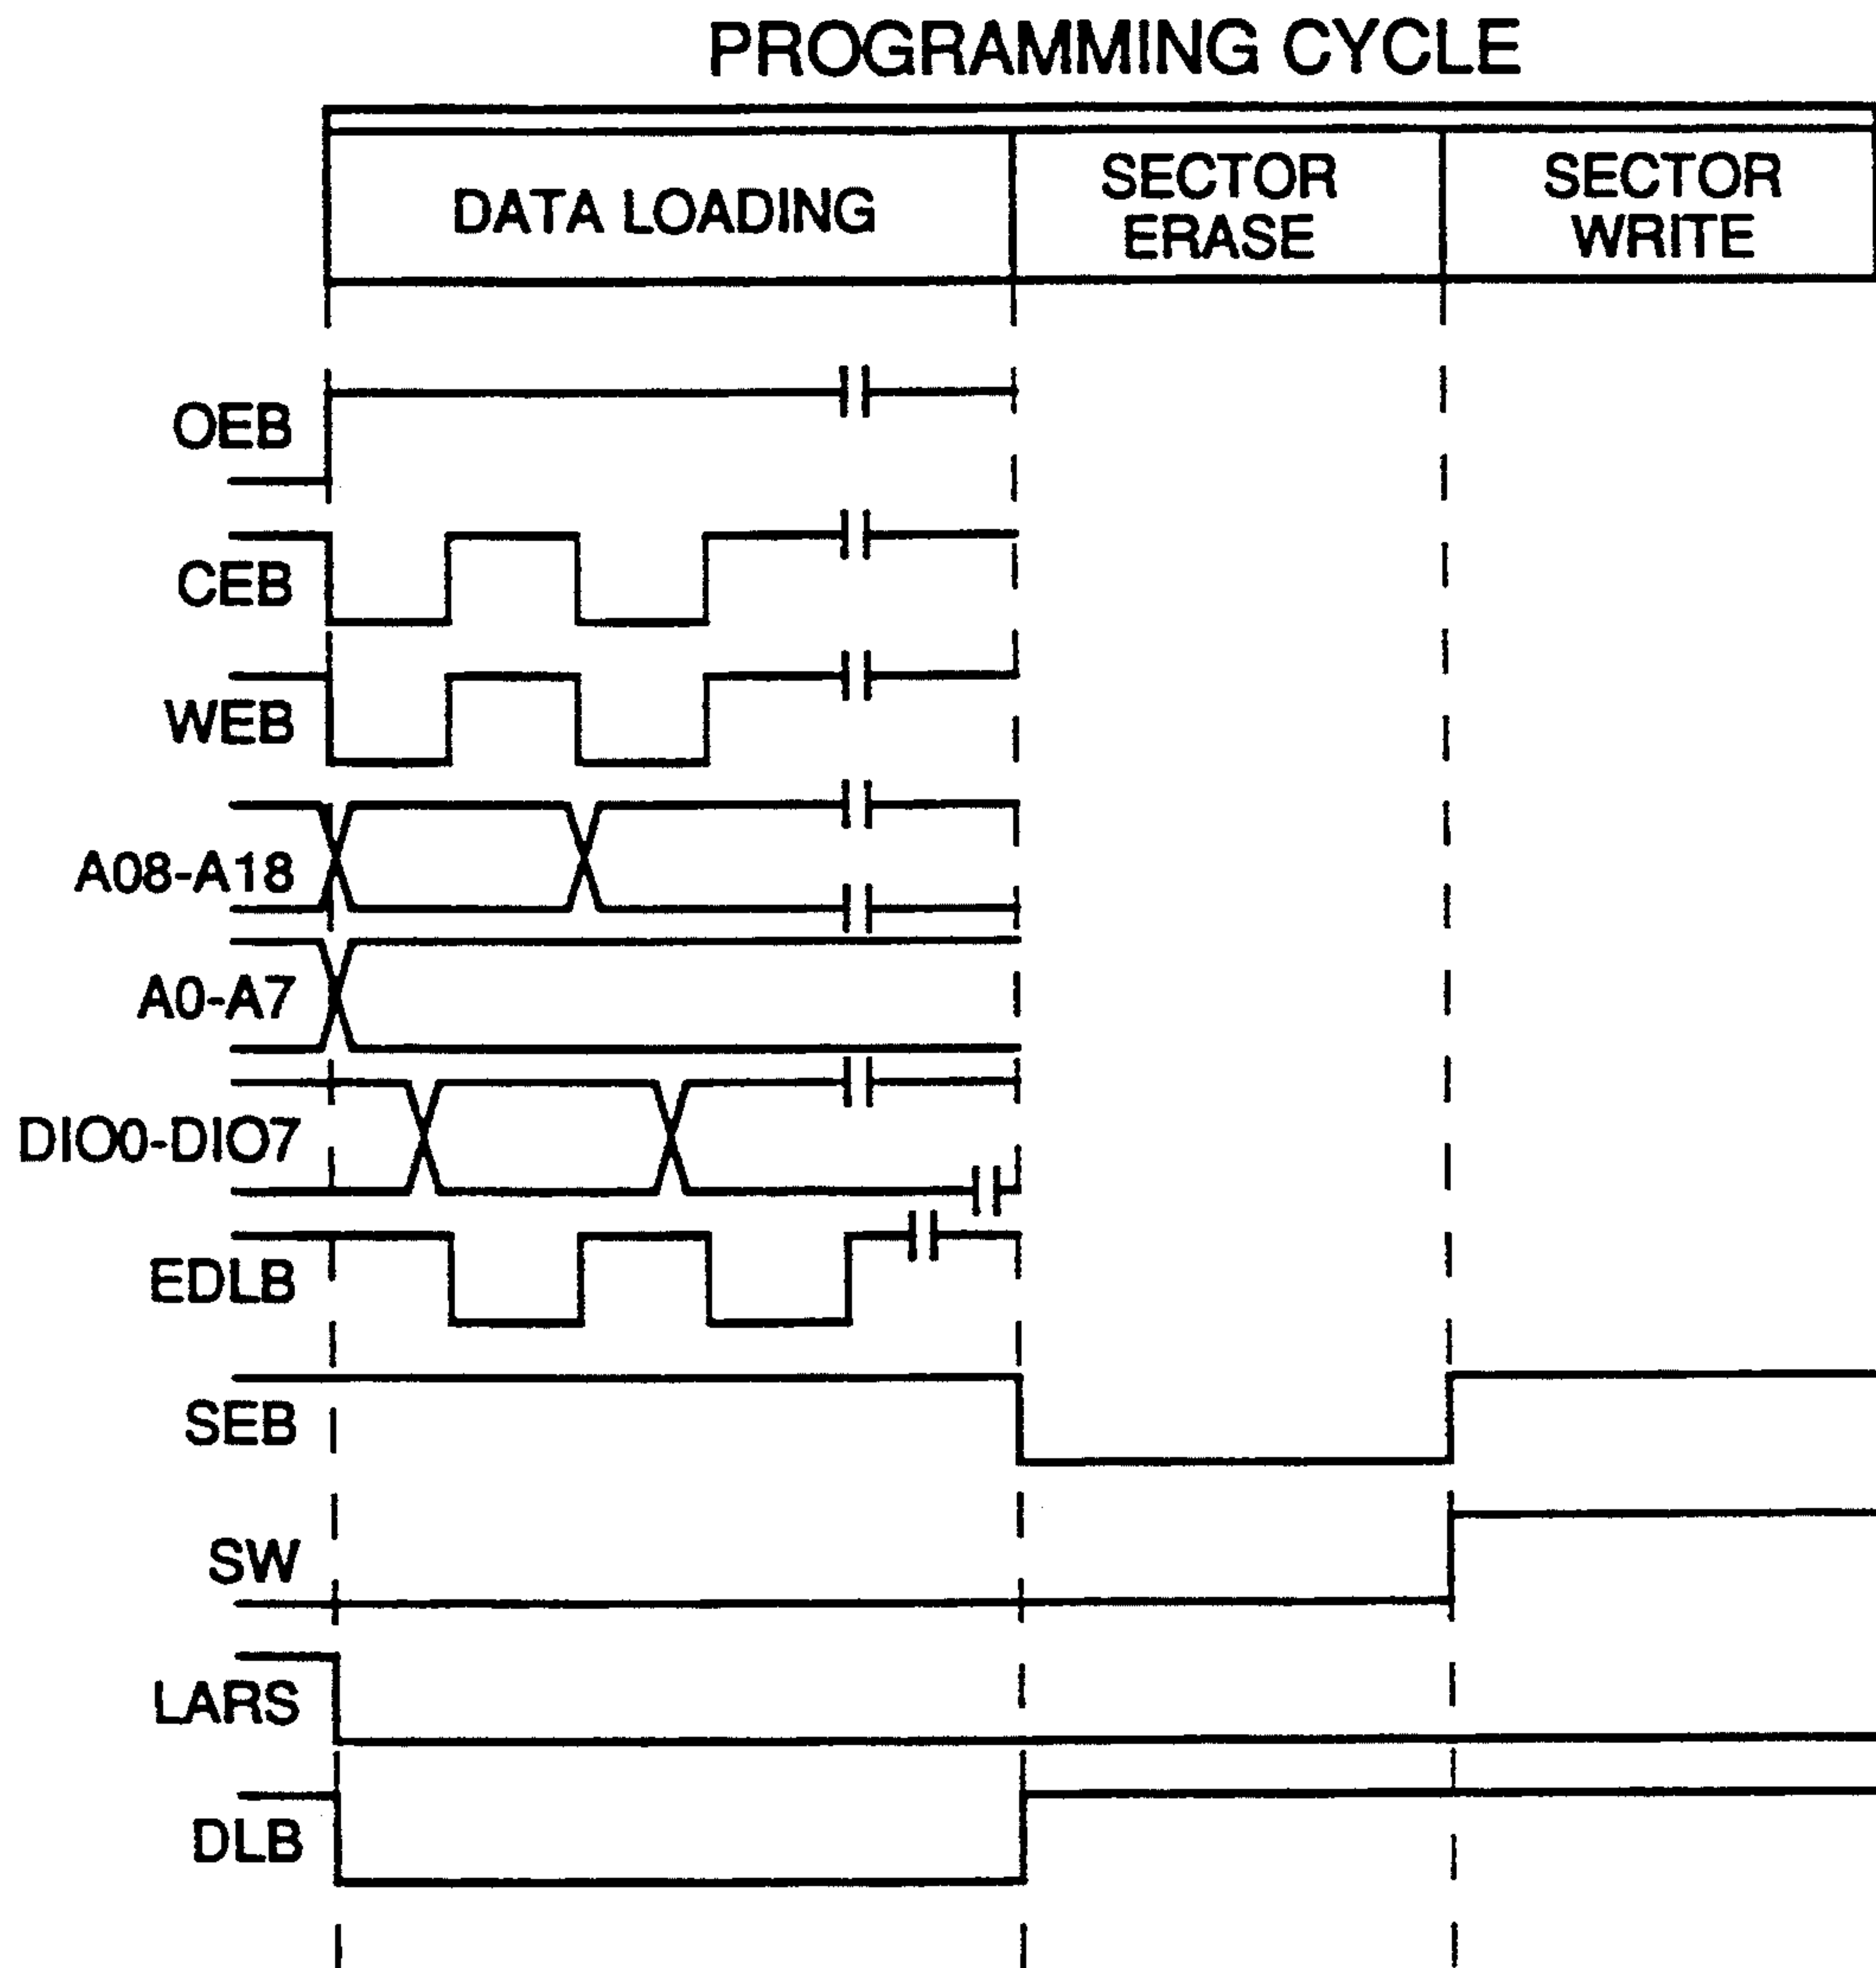 PROGRAMMING CYCLE
DATA LOADING
SECTOR
ERASE
SECTOR
WRITE
OEB
CEB
WEB
A08-A18
A0-A7
DIO0-DIO7
EDLB
SEB
SW
LARS
DLB